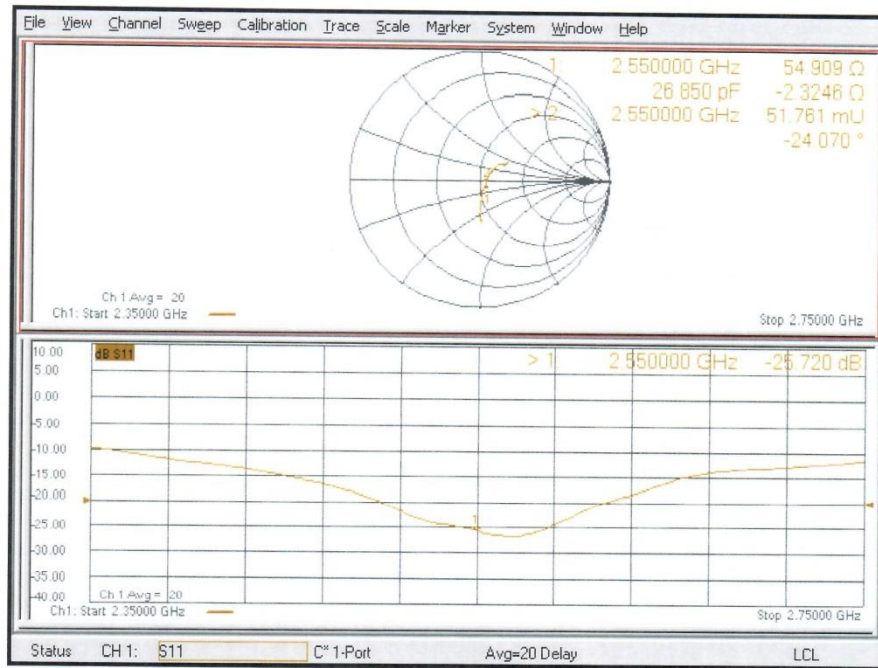 File View Channel Sweep Calibration Trace Scale Marker System Window Help
1 2.550000 GHz 54.909 Ω
26.850 pF -2.3246 Ω
> 2 2.550000 GHz 51.761 mU
-24.070 °
1
Ch 1 Avg = 20
Ch1: Start 2.35000 GHz
Stop 2.75000 GHz
10.00
dB S11
> 1 2.550000 GHz -25.720 dB
5.00
0.00
-5.00
-10.00
-15.00
-20.00
1
-25.00
-30.00
-35.00
-40.00
Ch 1 Avg = 20
Ch1: Start 2.35000 GHz
Stop 2.75000 GHz
Status CH 1: S11 C* 1-Port Avg=20 Delay LCL